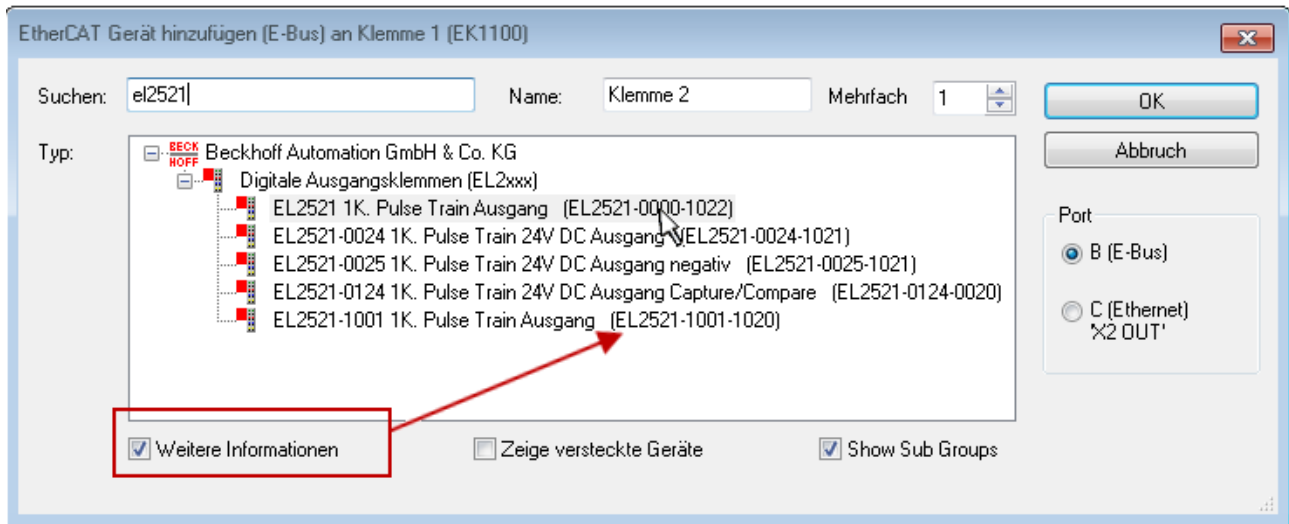 EtherCAT Gerät hinzufügen (E-Bus) an Klemme 1 (EK1100)
Suchen: el2521 Name: Klemme 2 Mehrfach 1 OK
Typ: BECK HOFF Beckhoff Automation GmbH & Co. KG Abbruch
Digitale Ausgangsklemmen (EL2xxx)
EL2521 1K. Pulse Train Ausgang (EL2521-0000-1022)
Port
EL2521-0024 1K. Pulse Train 24V DC Ausgang (EL2521-0024-1021)
B (E-Bus)
EL2521-0025 1K. Pulse Train 24V DC Ausgang negativ (EL2521-0025-1021)
EL2521-0124 1K. Pulse Train 24V DC Ausgang Capture/Compare (EL2521-0124-0020)
C (Ethernet)
EL2521-1001 1K. Pulse Train Ausgang (EL2521-1001-1020)
'X2 OUT'
Weitere Informationen Zeige versteckte Geräte Show Sub Groups